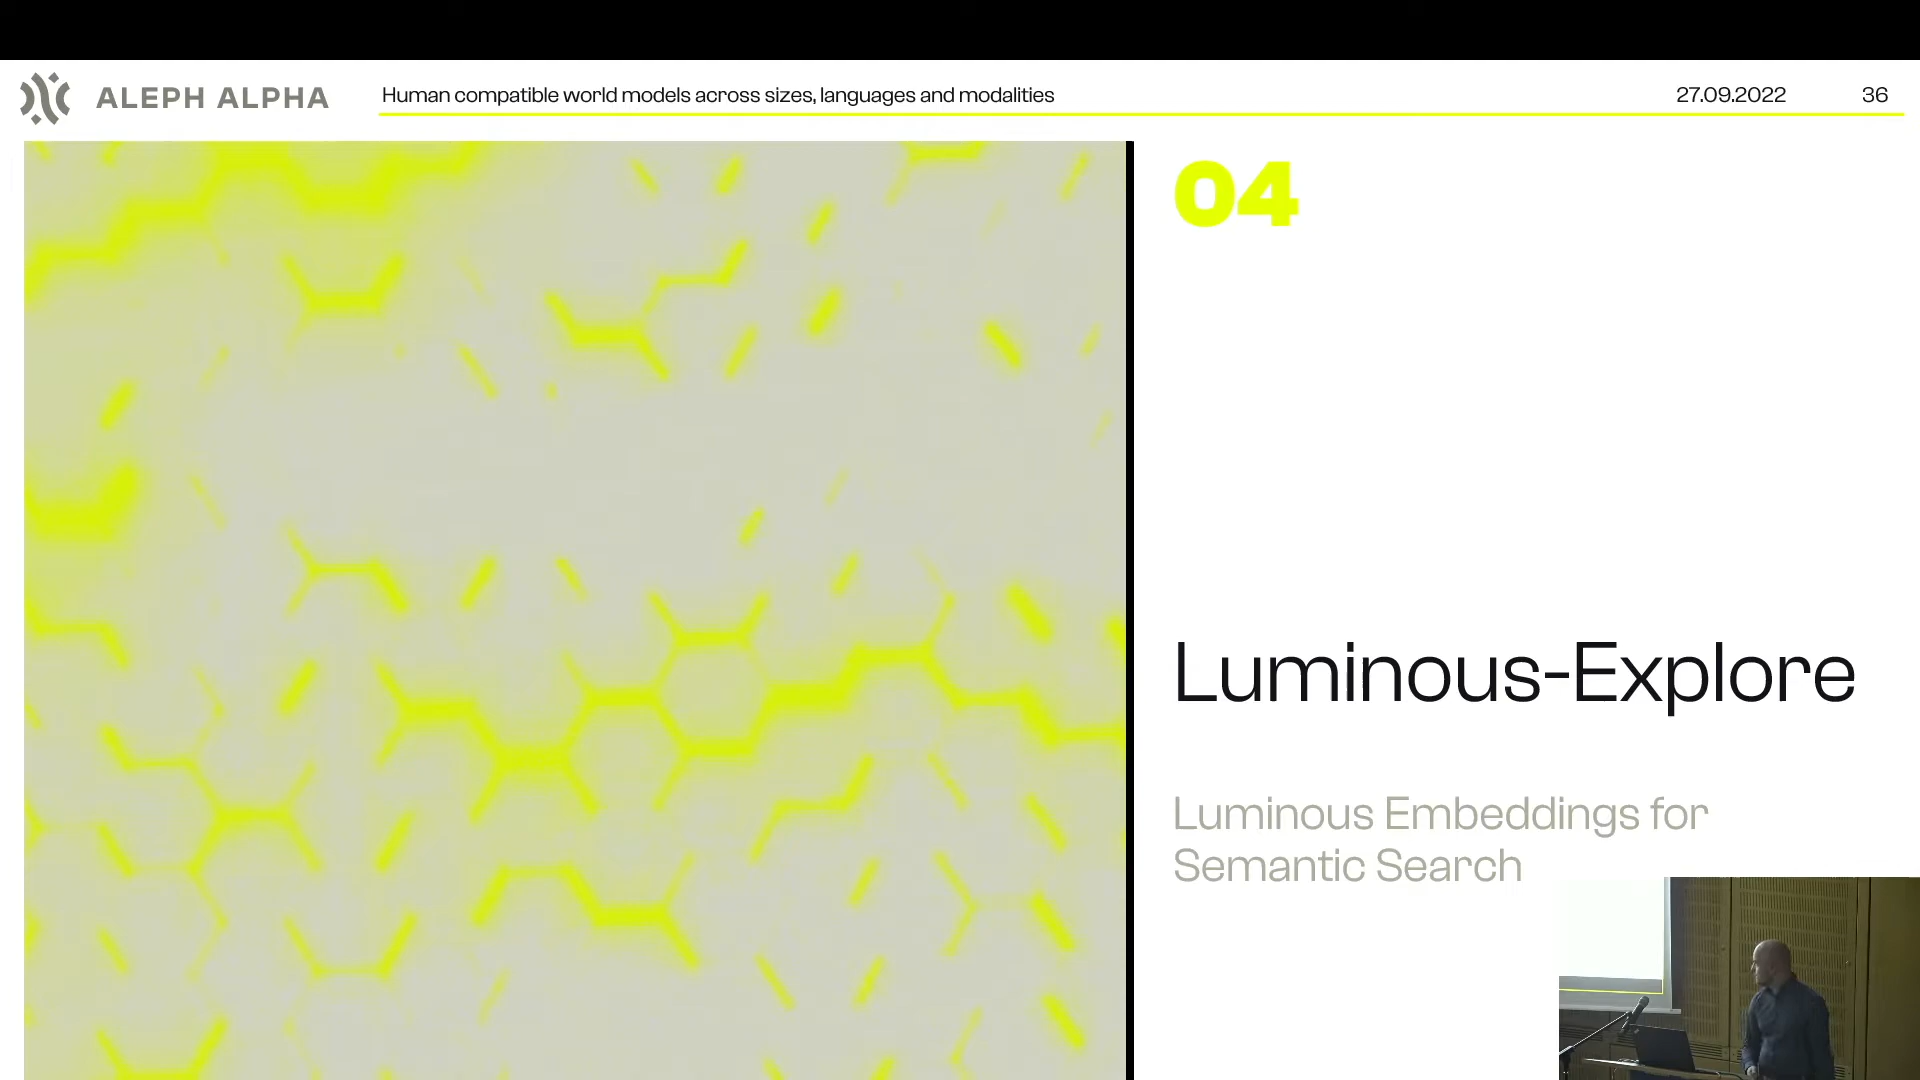 ALEPH ALPHA
Human compatible world models across sizes, languages and modalities
27.09.2022
36
04
Luminous-Explore
Luminous Embeddings for
Semantic Search